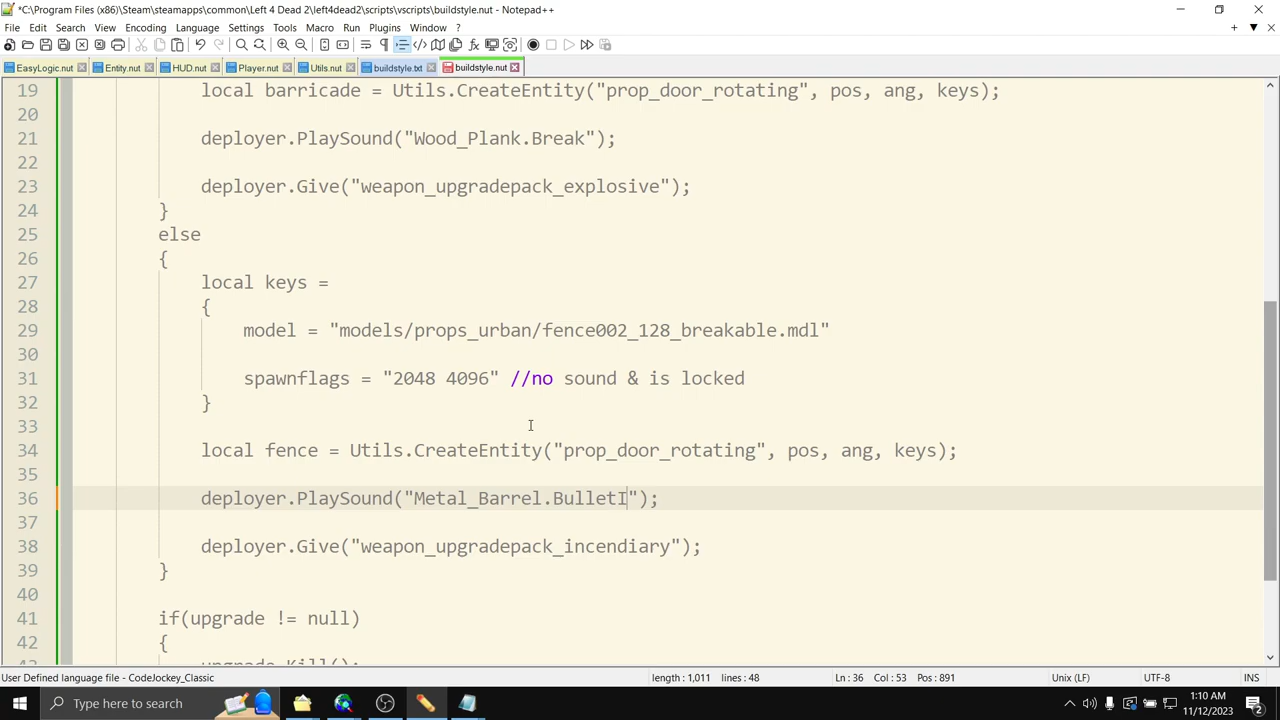 *C:\Program Files (x86)\Steam\steamapps\common\Left 4 Dead 2\left4dead2\scripts\vscripts\buildstyle.nut - Notepad++
File Edit Search View Encoding Language Settings Tools Macro Run Plugins Window ?
EasyLogic.nut Entity.nut HUD.nut Player.nut Utils.nut buildstyle.txt buildstyle.nut
19 local barricade = Utils.CreateEntity("prop_door_rotating", pos, ang, keys);
20
21 deployer.PlaySound("Wood_Plank.Break");
22
23 deployer.Give("weapon_upgradepack_explosive");
24 }
25 else
26 {
27 local keys =
28 {
29 model = "models/props_urban/fence002_128_breakable.mdl"
30
31 spawnflags = "2048 4096" //no sound & is locked
32 }
33
34 local fence = Utils.CreateEntity("prop_door_rotating", pos, ang, keys);
35
36 deployer.PlaySound("Metal_Barrel.BulletI");
37
38 deployer.Give("weapon_upgradepack_incendiary");
39 }
40
41 if(upgrade != null)
42 {
43 upgrade.Kill();
User Defined language file - CodeJockey_Classic length : 1,011 lines : 48 Ln : 36 Col : 53 Pos : 891 Unix (LF) UTF-8 INS
Type here to search
1:10 AM
11/12/2023
2